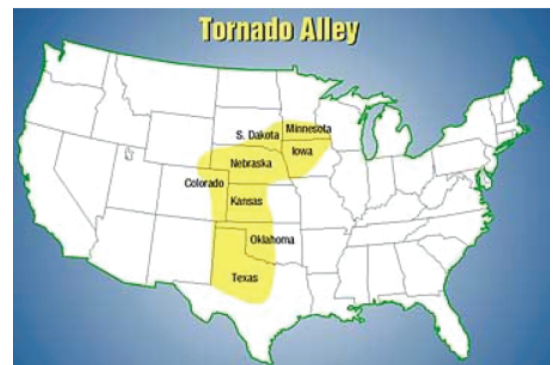 Tornado Alley
S. Dakota
Minnesota
Iowa
Nebraska
Colorado
Kansas
Oklahoma
Texas